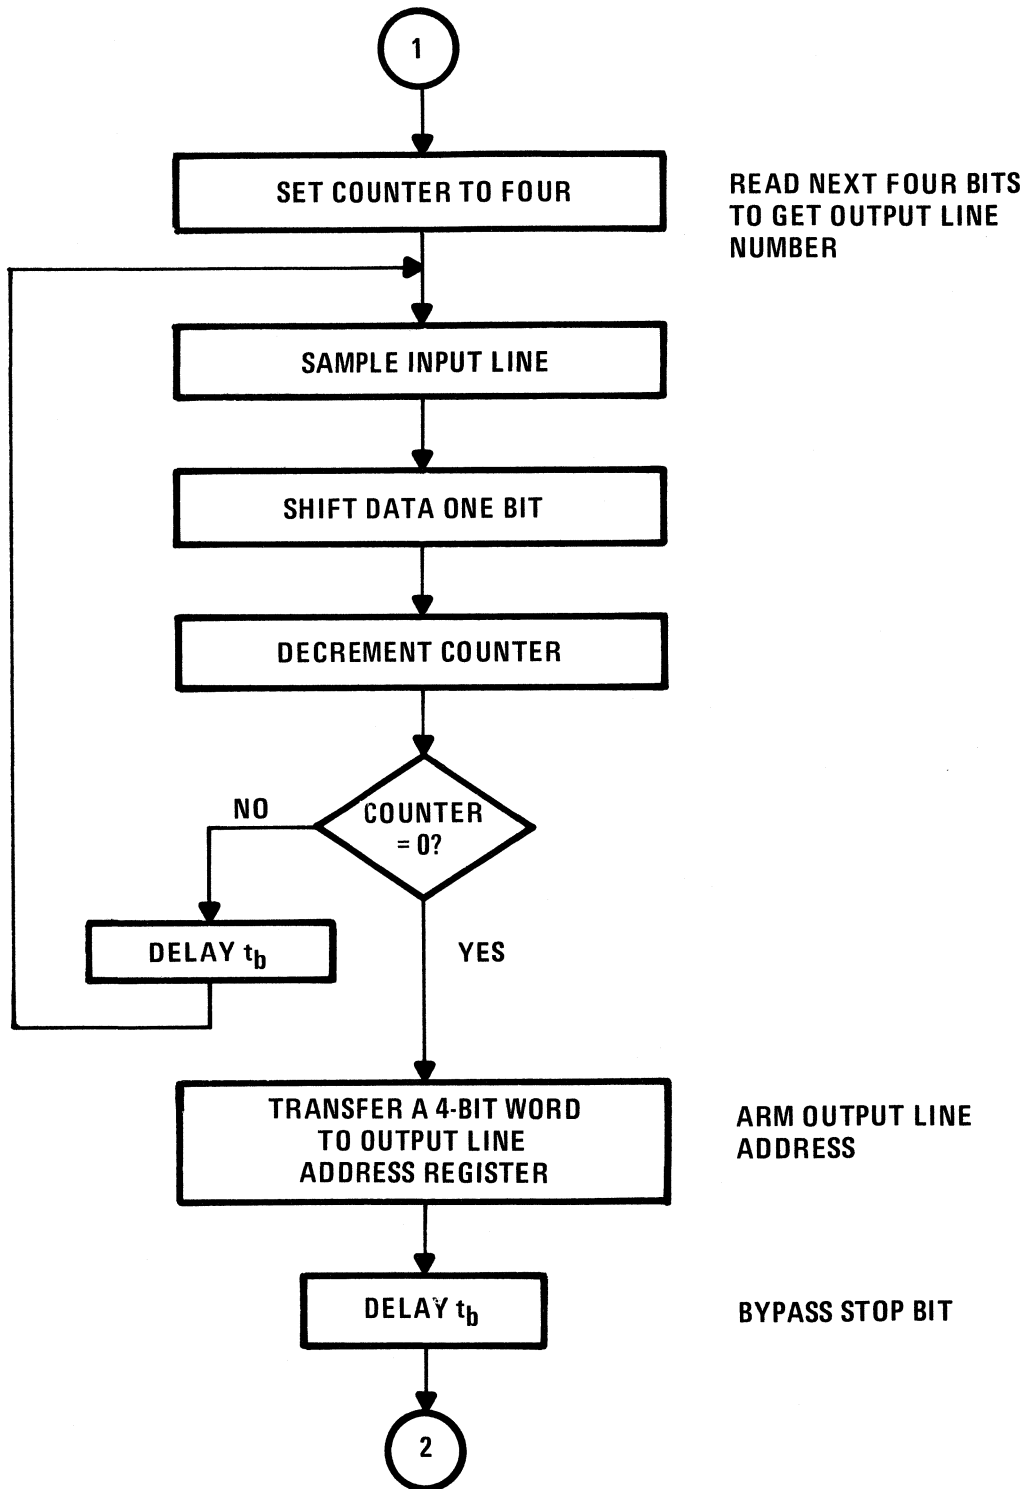 1
SET COUNTER TO FOUR
READ NEXT FOUR BITS
TO GET OUTPUT LINE
NUMBER
SAMPLE INPUT LINE
SHIFT DATA ONE BIT
DECREMENT COUNTER
COUNTER
= 0?
NO
DELAY tb
YES
TRANSFER A 4-BIT WORD
TO OUTPUT LINE
ADDRESS REGISTER
ARM OUTPUT LINE
ADDRESS
DELAY tb
BYPASS STOP BIT
2